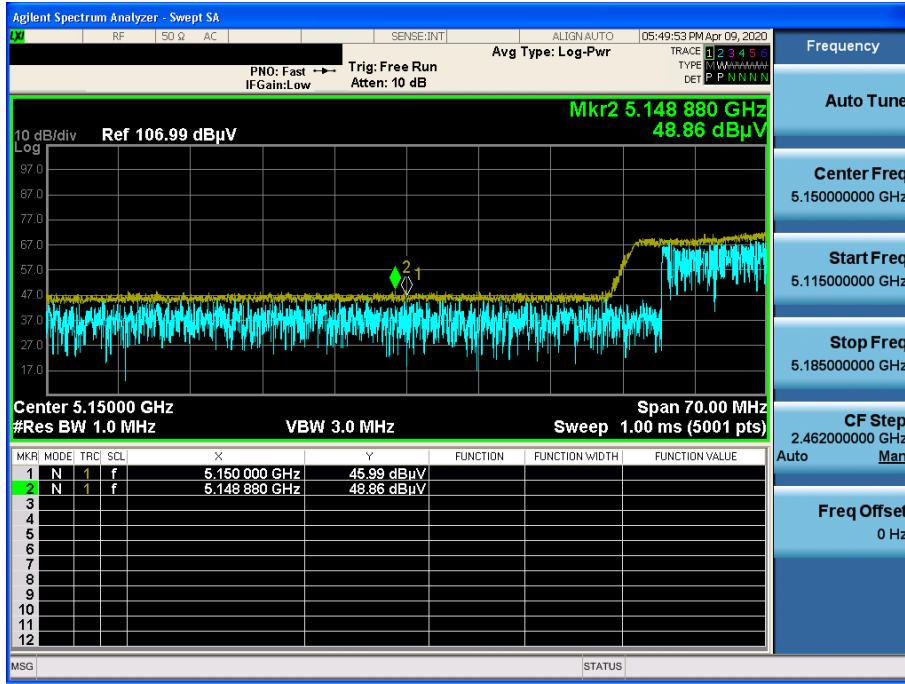 Agilent Spectrum Analyzer - Swept SA
LXI RF 50 Ω AC SENSE:INT ALIGN AUTO 05:49:53 PM Apr 09, 2020
PNO: Fast Trig: Free Run Avg Type: Log-Pwr TRACE 1 2 3 4 5 6
IFGain:Low Atten: 10 dB TYPE M WWWWW
DET P P N N N N
Mkr2 5.148 880 GHz
48.86 dBµV
10 dB/div Ref 106.99 dBµV
Log
97.0
87.0
77.0
67.0
57.0
47.0
37.0
27.0
17.0
2
1
Center 5.15000 GHz Span 70.00 MHz
#Res BW 1.0 MHz VBW 3.0 MHz Sweep 1.00 ms (5001 pts)
MKR MODE TRC SCL X Y FUNCTION FUNCTION WIDTH FUNCTION VALUE
1 N 1 f 5.150 000 GHz 45.99 dBµV
2 N 1 f 5.148 880 GHz 48.86 dBµV
3
4
5
6
7
8
9
10
11
12
MSG STATUS
Frequency
Auto Tune
Center Freq
5.150000000 GHz
Start Freq
5.115000000 GHz
Stop Freq
5.185000000 GHz
CF Step
2.462000000 GHz
Auto Man
Freq Offset
0 Hz